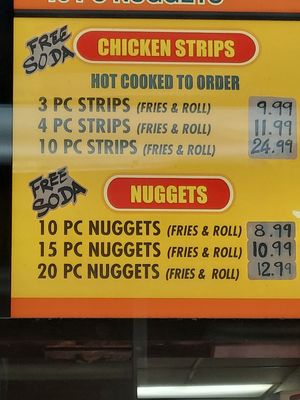 FREE SODA
CHICKEN STRIPS
HOT COOKED TO ORDER
3 PC STRIPS (FRIES & ROLL) 9.99
4 PC STRIPS (FRIES & ROLL) 11.99
10 PC STRIPS (FRIES & ROLL) 24.99
FREE SODA
NUGGETS
10 PC NUGGETS (FRIES & ROLL) 8.99
15 PC NUGGETS (FRIES & ROLL) 10.99
20 PC NUGGETS (FRIES & ROLL) 12.99